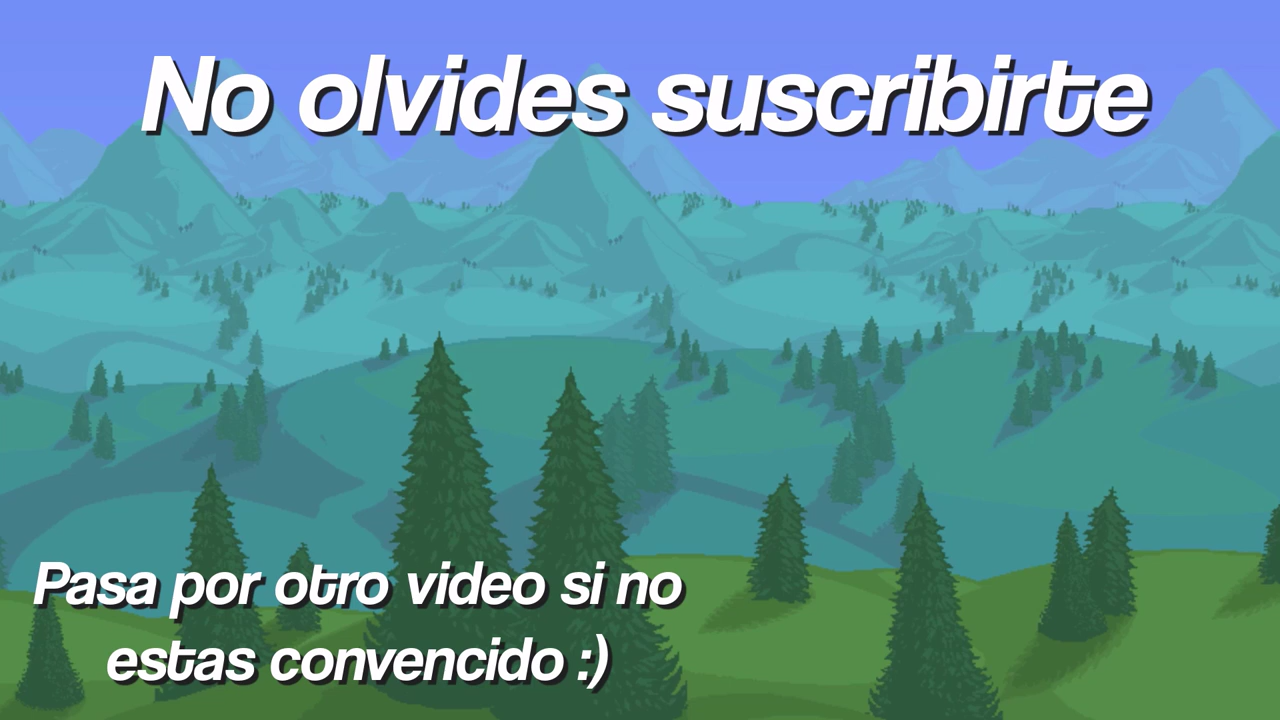 No olvides suscribirte
Pasa por otro video si no
estas convencido :)